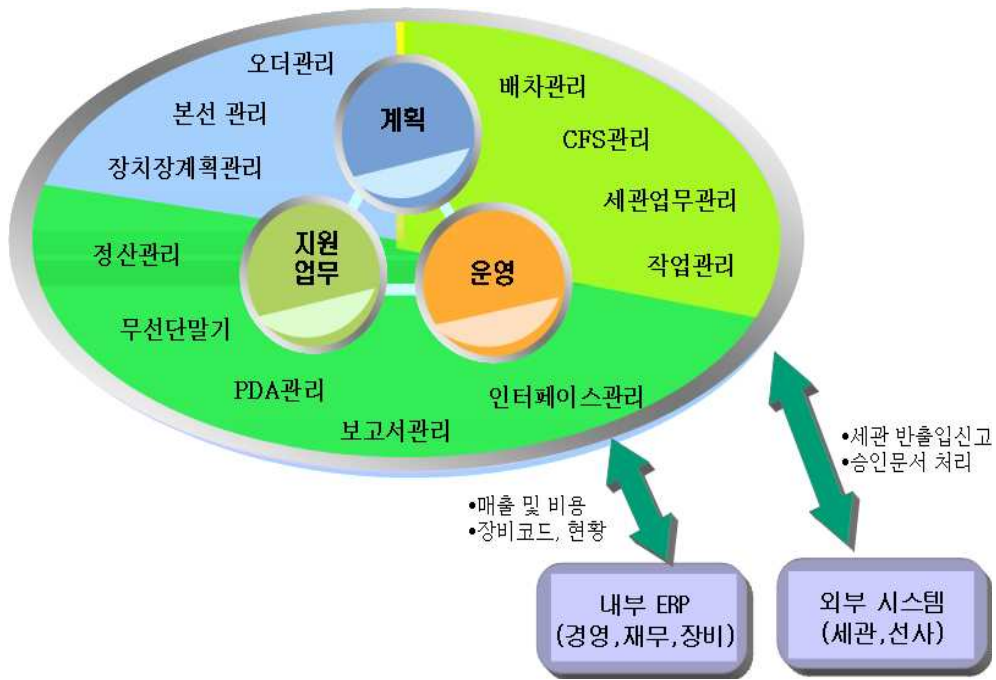 오더관리
본선 관리
장치장계획관리
계획
배차관리
CFS관리
세관업무관리
작업관리
지원
업무
운영
정산관리
무선단말기
PDA관리
보고서관리
인터페이스관리
•세관 반출입신고
•승인문서 처리
•매출 및 비용
•장비코드, 현황
내부 ERP
(경영,재무,장비)
외부 시스템
(세관,선사)